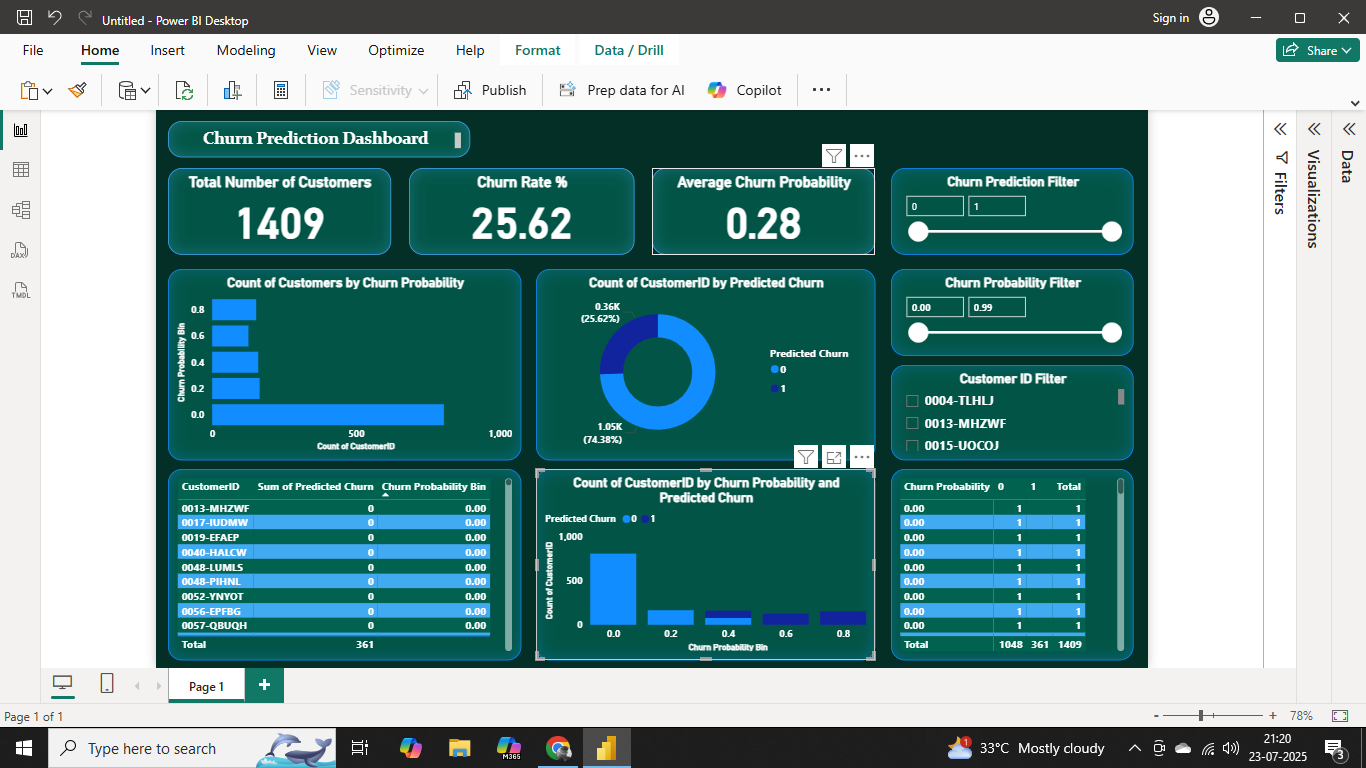 Untitled - Power BI Desktop
Sign in
File Home Insert Modeling View Optimize Help Format Data / Drill
Share
Sensitivity
Publish
Prep data for AI
Copilot
Churn Prediction Dashboard
Total Number of Customers
1409
Churn Rate %
25.62
Average Churn Probability
0.28
Churn Prediction Filter
0 1
Count of Customers by Churn Probability
Churn Probability Bin
0.8
0.6
0.4
0.2
0.0
0 500 1,000
Count of CustomerID
Count of CustomerID by Predicted Churn
0.36K
(25.62%)
1.05K
(74.38%)
Predicted Churn
0
1
Churn Probability Filter
0.00 0.99
Customer ID Filter
0004-TLHLJ
0013-MHZWF
0015-UOCOJ
CustomerID Sum of Predicted Churn Churn Probability Bin
0013-MHZWF 0 0.00
0017-IUDMW 0 0.00
0019-EFAEP 0 0.00
0040-HALCW 0 0.00
0048-LUMLS 0 0.00
0048-PIHNL 0 0.00
0052-YNYOT 0 0.00
0056-EPFBG 0 0.00
0057-QBUQH 0 0.00
Total 361
Count of CustomerID by Churn Probability and
Predicted Churn
Predicted Churn 0 1
Count of CustomerID
1,000
500
0
0.0 0.2 0.4 0.6 0.8
Churn Probability Bin
Churn Probability 0 1 Total
0.00 1 1
0.00 1 1
0.00 1 1
0.00 1 1
0.00 1 1
0.00 1 1
0.00 1 1
0.00 1 1
0.00 1 1
Total 1048 361 1409
Filters
Visualizations
Data
DAX
TMDL
Page 1
Page 1 of 1
- + 78%
Type here to search
M365
1
33°C Mostly cloudy
21:20
23-07-2025
3